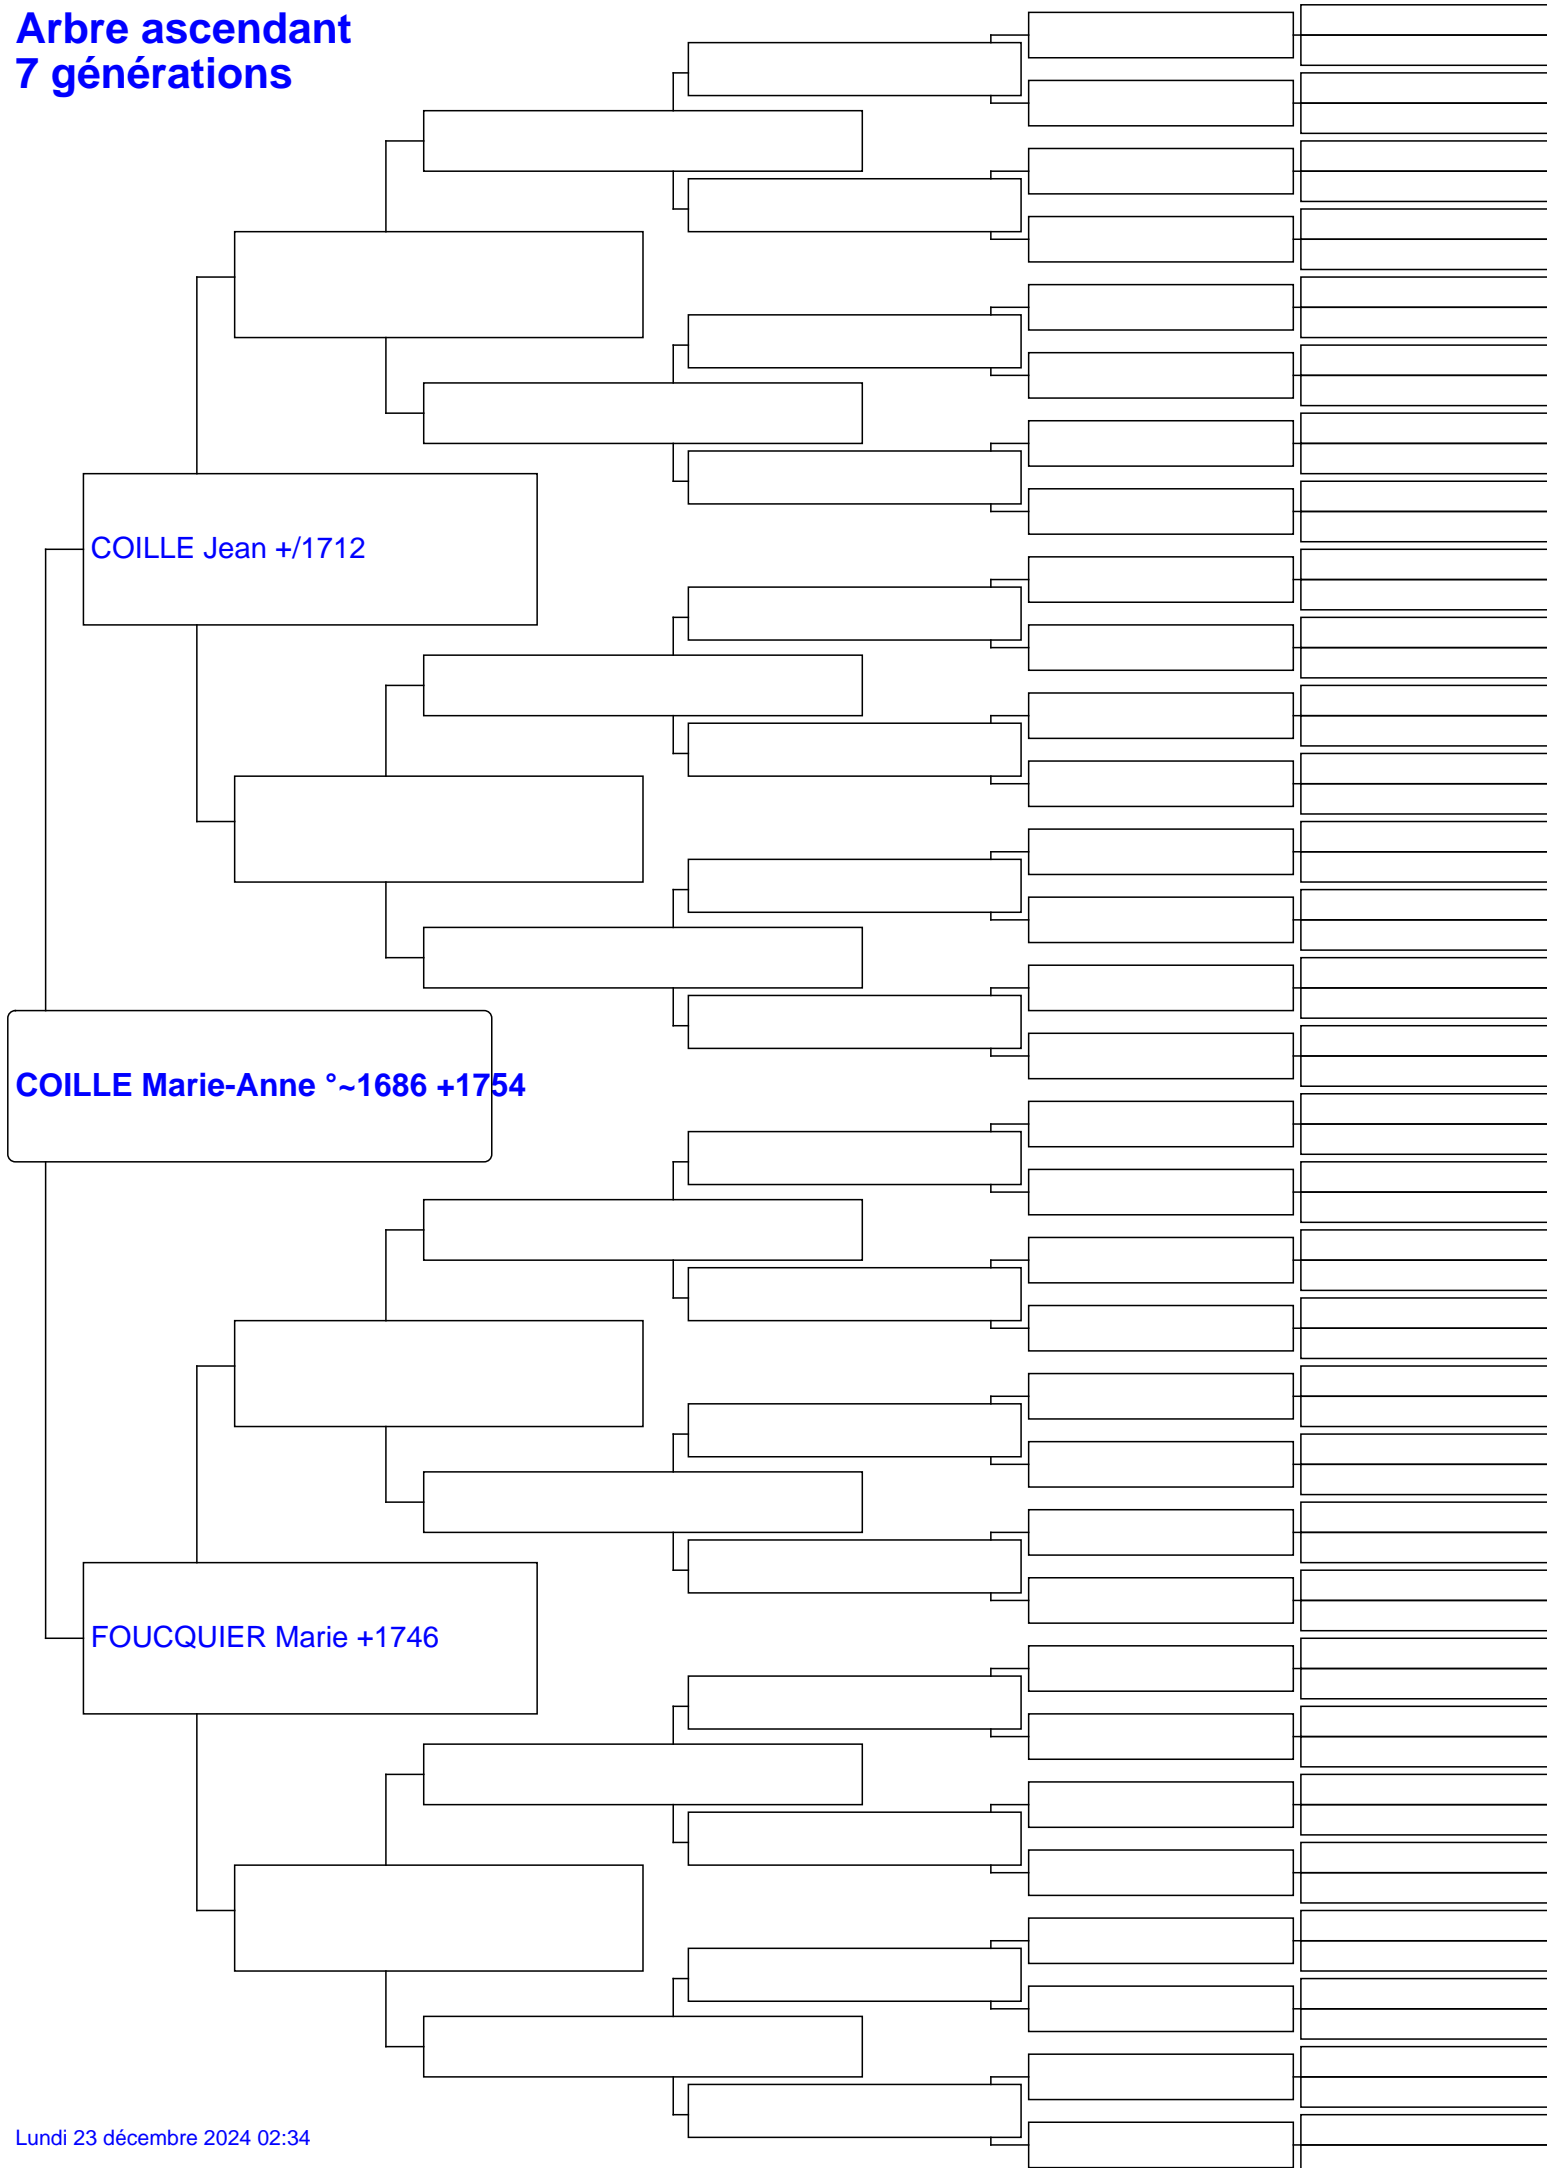 Arbre ascendant
7 générations
COILLE Jean +/1712
COILLE Marie-Anne °~1686 +1754
FOUCQUIER Marie +1746
Lundi 23 décembre 2024 02:34